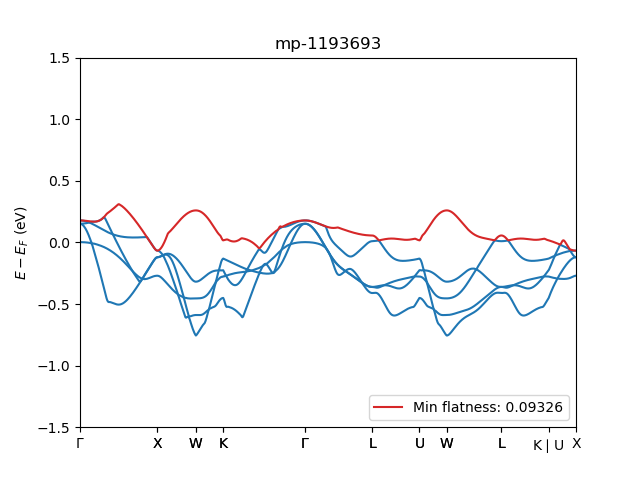 mp-1193693
E − E_F (eV)
1.5
1.0
0.5
0.0
−0.5
−1.0
−1.5
Min flatness: 0.09326
Γ X W K Γ L U W L K | U X